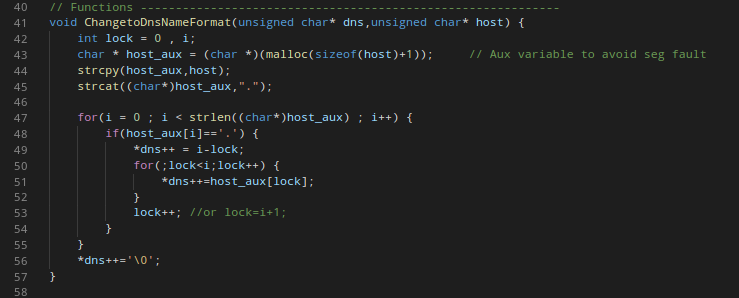 40 // Functions ------------------------------------------------------------
41 void ChangetoDnsNameFormat(unsigned char* dns,unsigned char* host) {
42     int lock = 0 , i;
43     char * host_aux = (char *)(malloc(sizeof(host)+1));     // Aux variable to avoid seg fault
44     strcpy(host_aux,host);
45     strcat((char*)host_aux,".");
46
47     for(i = 0 ; i < strlen((char*)host_aux) ; i++) {
48         if(host_aux[i]=='.') {
49             *dns++ = i-lock;
50             for(;lock<i;lock++) {
51                 *dns++=host_aux[lock];
52             }
53             lock++; //or lock=i+1;
54         }
55     }
56     *dns++='\0';
57 }
58